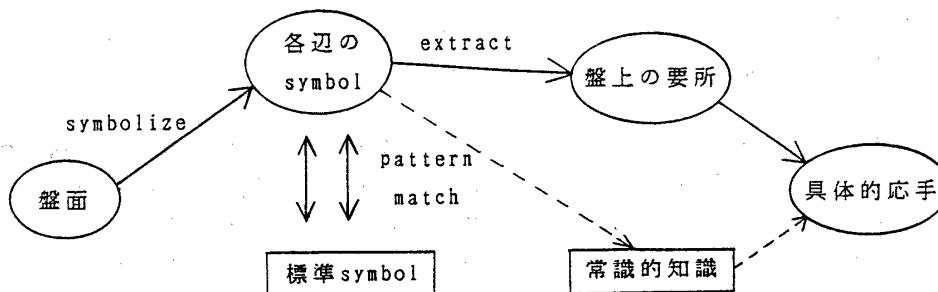 各辺の
symbol
extract
盤上の要所
symbolize
盤面
pattern
match
具体的応手
標準symbol
常識的知識